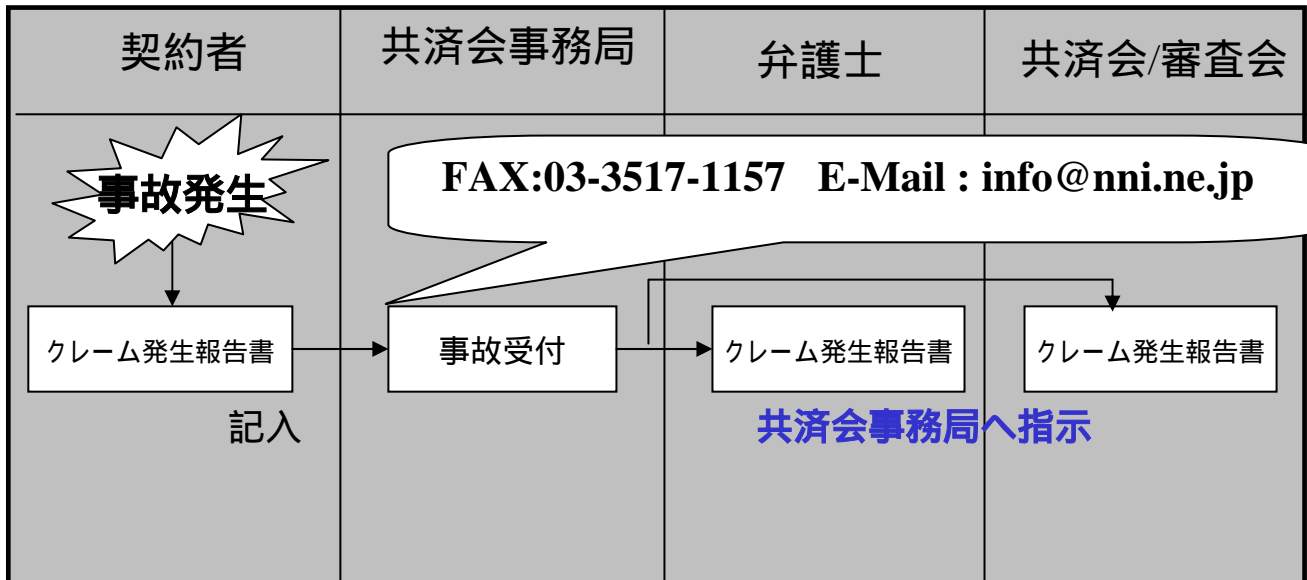 契約者 共済会事務局 弁護士 共済会/審査会
事故発生
FAX:03-3517-1157 E-Mail : info@nni.ne.jp
クレーム発生報告書 事故受付 クレーム発生報告書 クレーム発生報告書
記入 共済会事務局へ指示